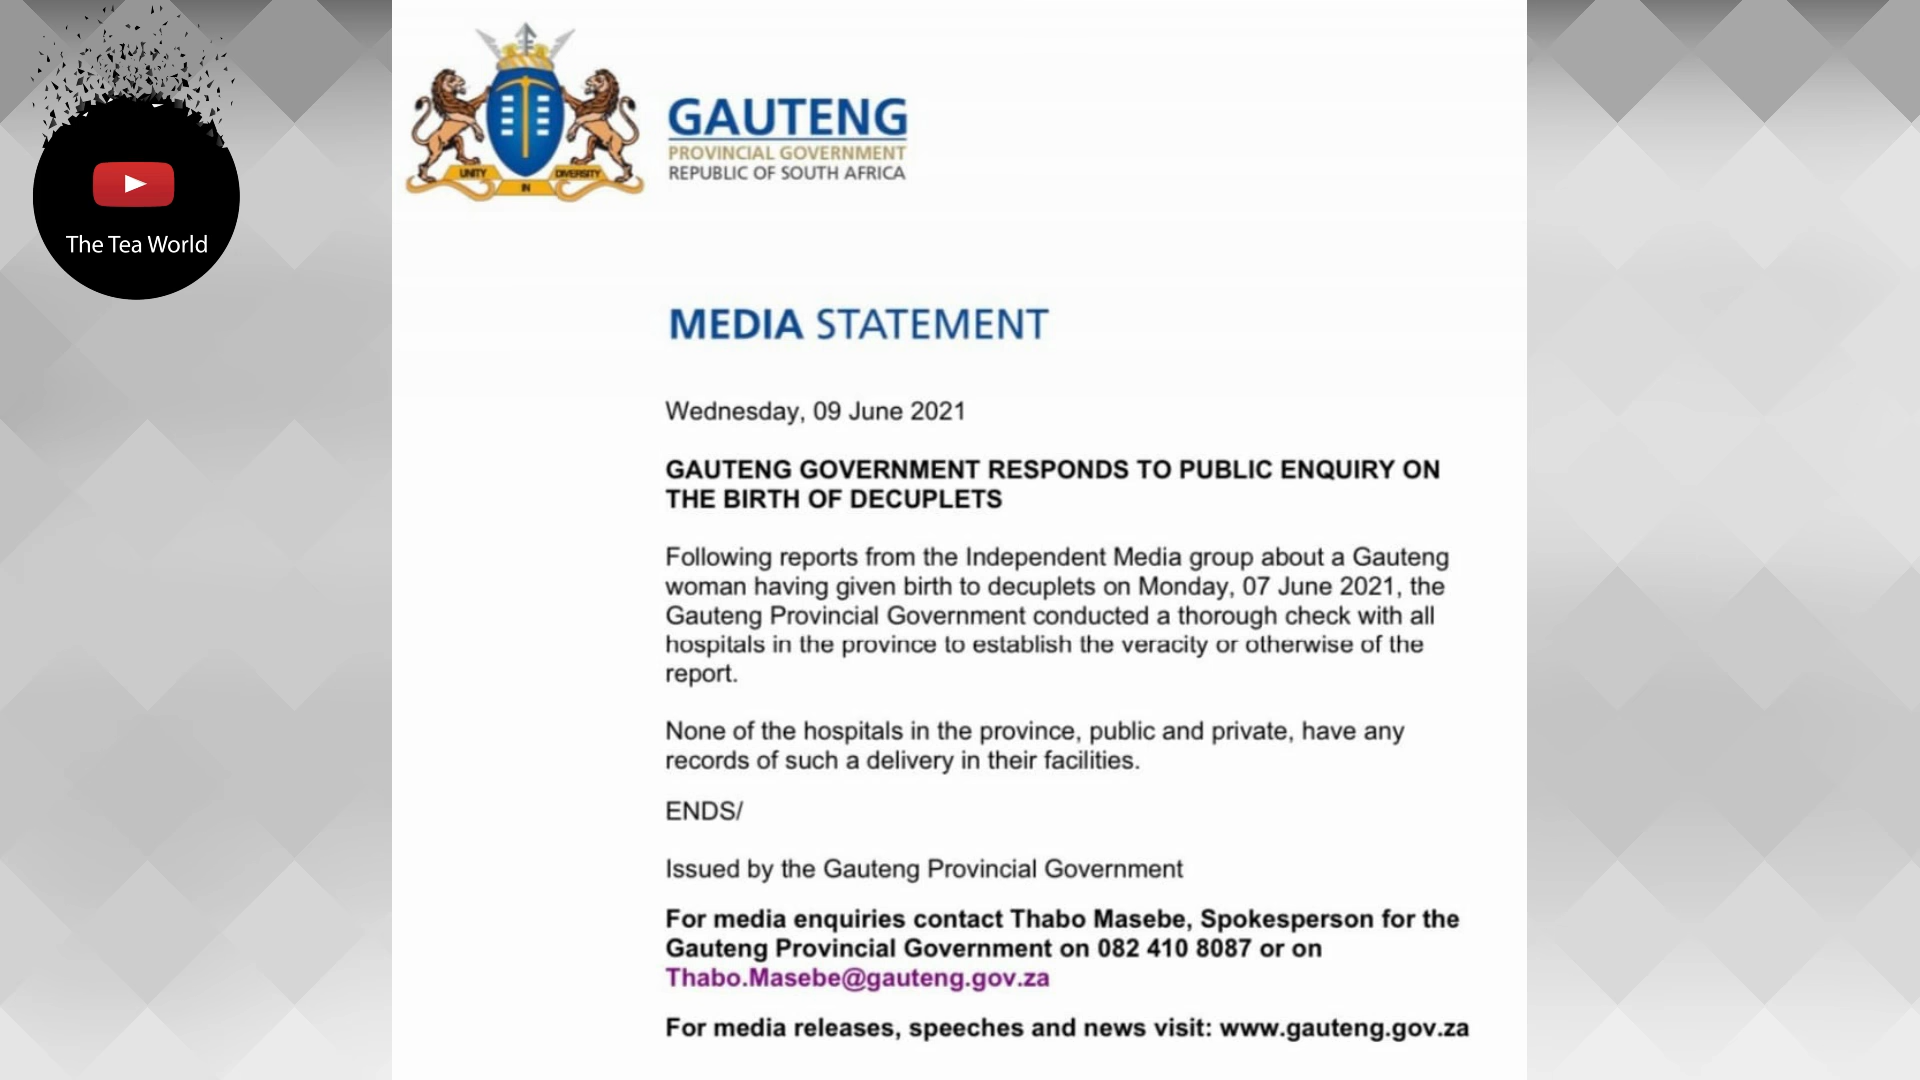 The Tea World
UNITY
IN
DIVERSITY
GAUTENG
PROVINCIAL GOVERNMENT
REPUBLIC OF SOUTH AFRICA
MEDIA STATEMENT
Wednesday, 09 June 2021
GAUTENG GOVERNMENT RESPONDS TO PUBLIC ENQUIRY ON
THE BIRTH OF DECUPLETS
Following reports from the Independent Media group about a Gauteng
woman having given birth to decuplets on Monday, 07 June 2021, the
Gauteng Provincial Government conducted a thorough check with all
hospitals in the province to establish the veracity or otherwise of the
report.
None of the hospitals in the province, public and private, have any
records of such a delivery in their facilities.
ENDS/
Issued by the Gauteng Provincial Government
For media enquiries contact Thabo Masebe, Spokesperson for the
Gauteng Provincial Government on 082 410 8087 or on
Thabo.Masebe@gauteng.gov.za
For media releases, speeches and news visit: www.gauteng.gov.za